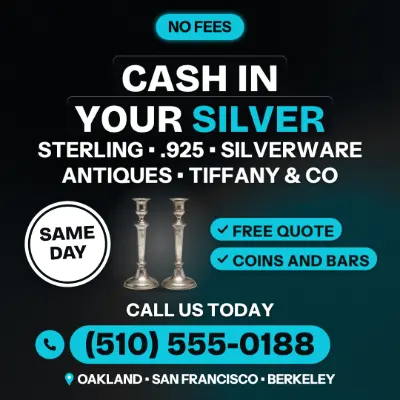 NO FEES
CASH IN
YOUR SILVER
STERLING ▪ .925 ▪ SILVERWARE
ANTIQUES ▪ TIFFANY & CO
SAME
DAY
FREE QUOTE
COINS AND BARS
CALL US TODAY
(510) 555-0188
OAKLAND ▪ SAN FRANCISCO ▪ BERKELEY